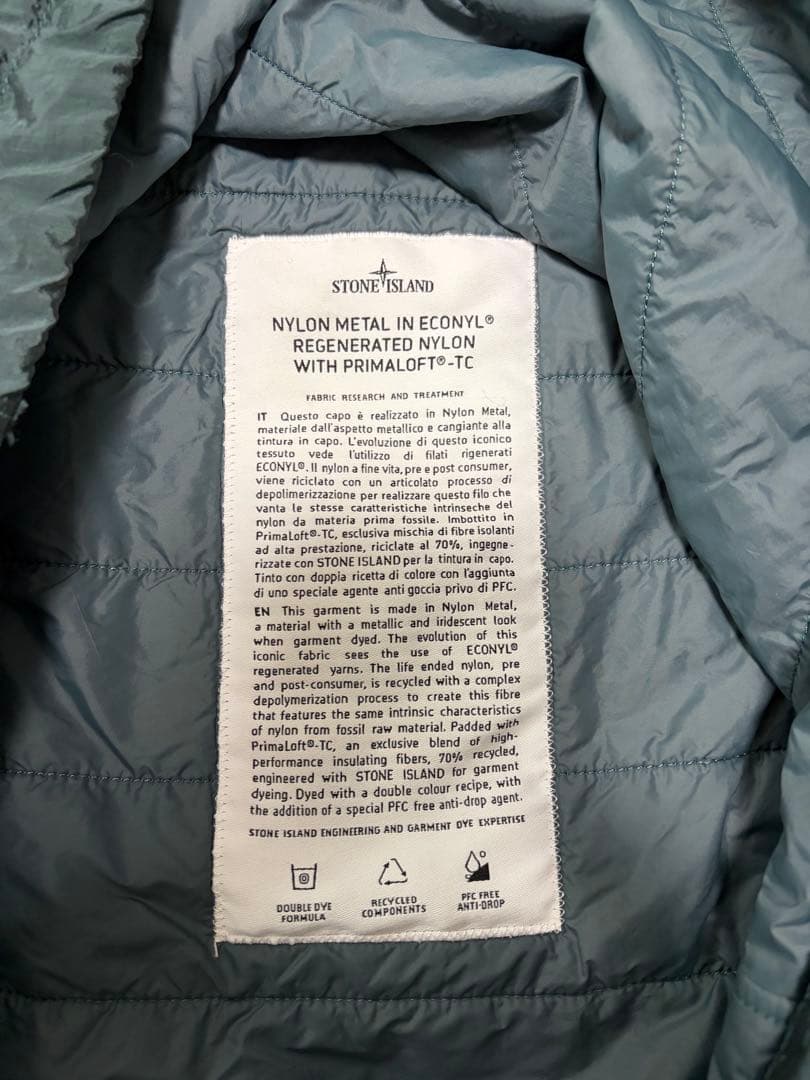 STONE ISLAND
NYLON METAL IN ECONYL®
REGENERATED NYLON
WITH PRIMALOFT®-TC
FABRIC RESEARCH AND TREATMENT
IT Questo capo è realizzato in Nylon Metal,
materiale dall'aspetto metallico e cangiante alla
tintura in capo. L'evoluzione di questo iconico
tessuto vede l'utilizzo di filati rigenerati
ECONYL®. Il nylon a fine vita, pre e post consumer,
viene riciclato con un articolato processo di
depolimerizzazione per realizzare questo filo che
vanta le stesse caratteristiche intrinseche del
nylon da materia prima fossile. Imbottito in
PrimaLoft®-TC, esclusiva mischia di fibre isolanti
ad alta prestazione, riciclate al 70%, ingegne-
rizzate con STONE ISLAND per la tintura in capo.
Tinto con doppia ricetta di colore con l'aggiunta
di uno speciale agente anti goccia privo di PFC.
EN This garment is made in Nylon Metal,
a material with a metallic and iridescent look
when garment dyed. The evolution of this
iconic fabric sees the use of ECONYL®
regenerated yarns. The life ended nylon, pre
and post-consumer, is recycled with a complex
depolymerization process to create this fibre
that features the same intrinsic characteristics
of nylon from fossil raw material. Padded with
PrimaLoft®-TC, an exclusive blend of high-
performance insulating fibers, 70% recycled,
engineered with STONE ISLAND for garment
dyeing. Dyed with a double colour recipe, with
the addition of a special PFC free anti-drop agent.
STONE ISLAND ENGINEERING AND GARMENT DYE EXPERTISE
DOUBLE DYE
FORMULA
RECYCLED
COMPONENTS
PFC FREE
ANTI-DROP